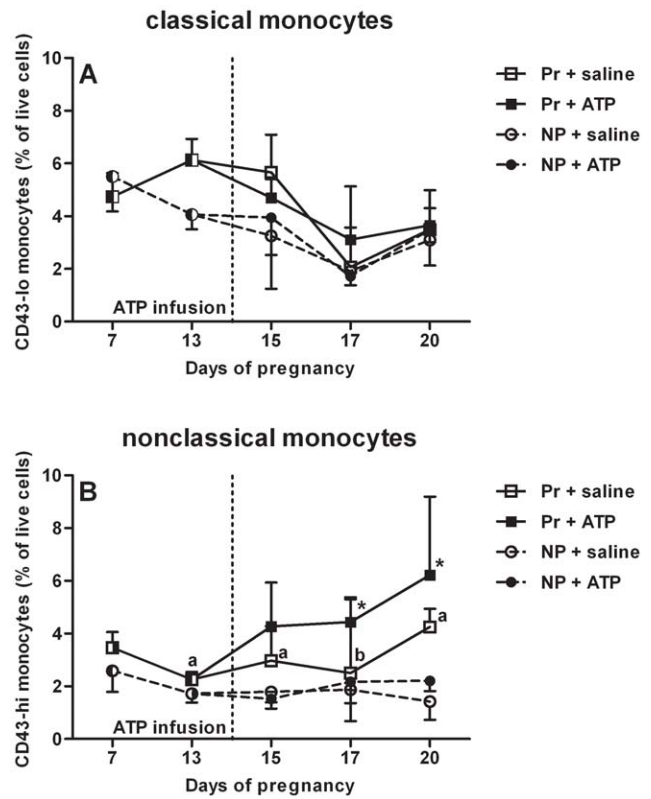 classical monocytes
A
CD43-lo monocytes (% of live cells)
10
8
6
4
2
0
ATP infusion
7 13 15 17 20
Days of pregnancy
Pr + saline
Pr + ATP
NP + saline
NP + ATP
nonclassical monocytes
B
CD43-hi monocytes (% of live cells)
10
8
6
4
2
0
a
a
*
b
*
a
ATP infusion
7 13 15 17 20
Days of pregnancy
Pr + saline
Pr + ATP
NP + saline
NP + ATP